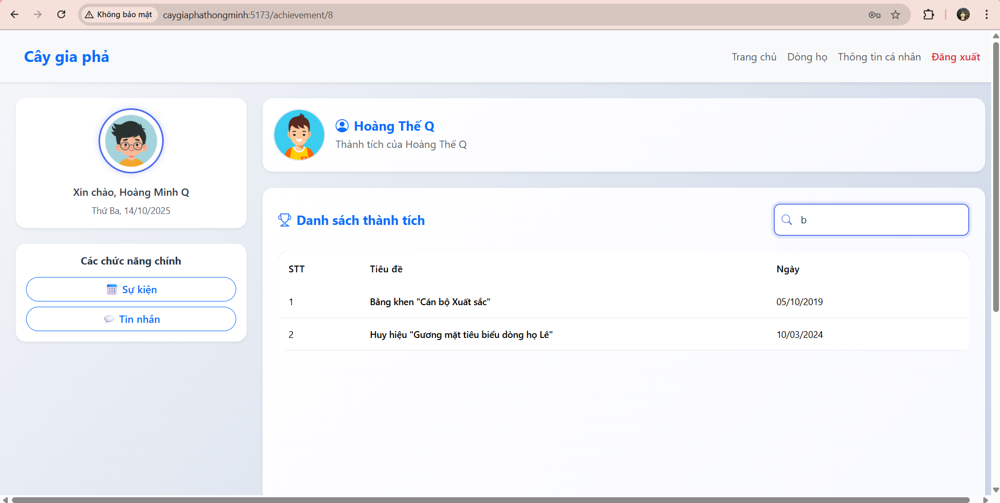 Không bảo mật
caygiaphathongminh:5173/achievement/8
Cây gia phả
Trang chủ
Dòng họ
Thông tin cá nhân
Đăng xuất
Xin chào, Hoàng Minh Q
Thứ Ba, 14/10/2025
Các chức năng chính
Sự kiện
Tin nhắn
Hoàng Thế Q
Thành tích của Hoàng Thế Q
Danh sách thành tích
b
STT Tiêu đề Ngày
1 Bằng khen "Cán bộ Xuất sắc" 05/10/2019
2 Huy hiệu "Gương mặt tiêu biểu dòng họ Lê" 10/03/2024